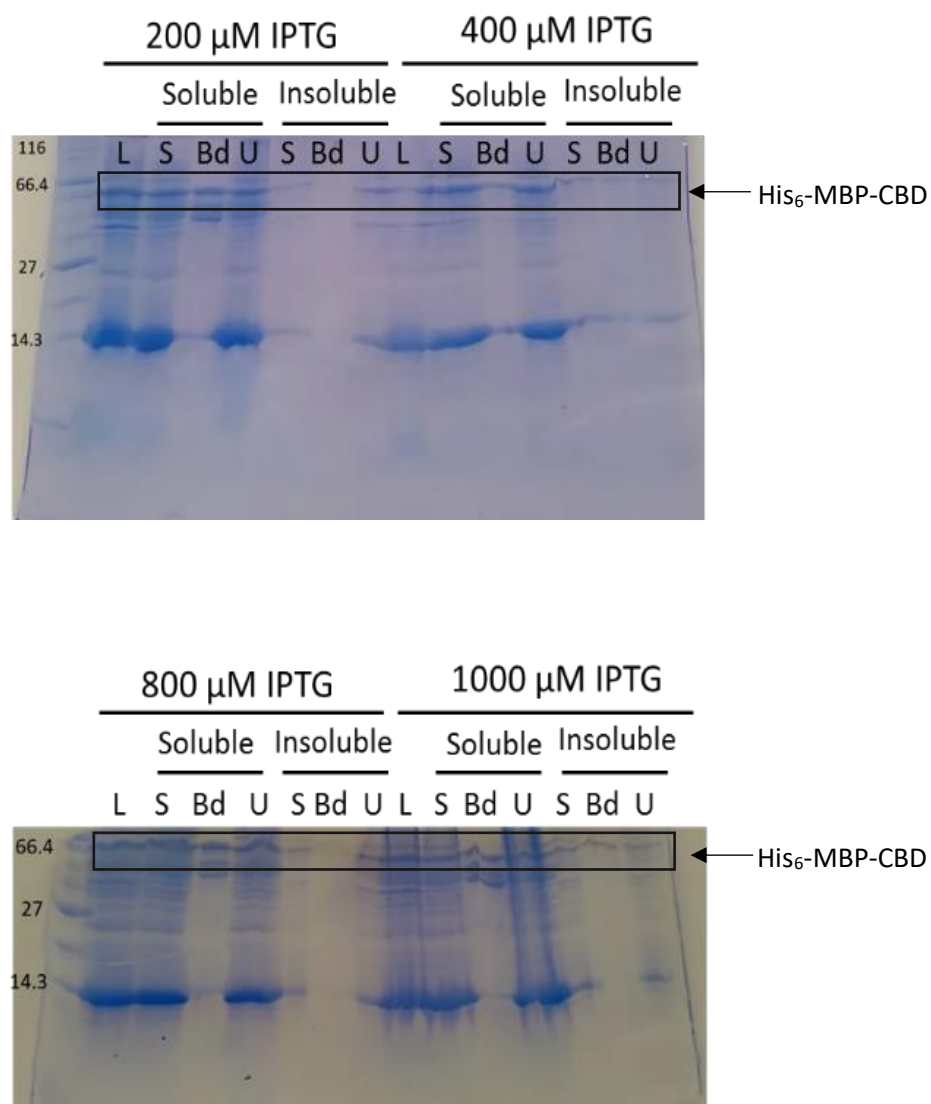 200 µM IPTG 400 µM IPTG
Soluble Insoluble Soluble Insoluble
L S Bd U S Bd U L S Bd U S Bd U
116
66.4
His₆-MBP-CBD
27
14.3
800 µM IPTG 1000 µM IPTG
Soluble Insoluble Soluble Insoluble
L S Bd U S Bd U L S Bd U S Bd U
66.4
His₆-MBP-CBD
27
14.3